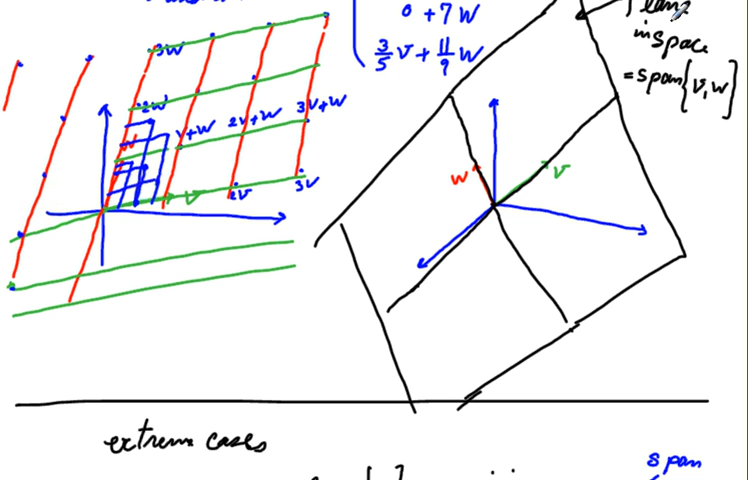 0 + 7W
3/5 v + 11/9 W
plane
in space
= span{v, w}
3W
2W
v+w
2v+w
3v+w
v
2v
3v
w
v
extreme cases
span